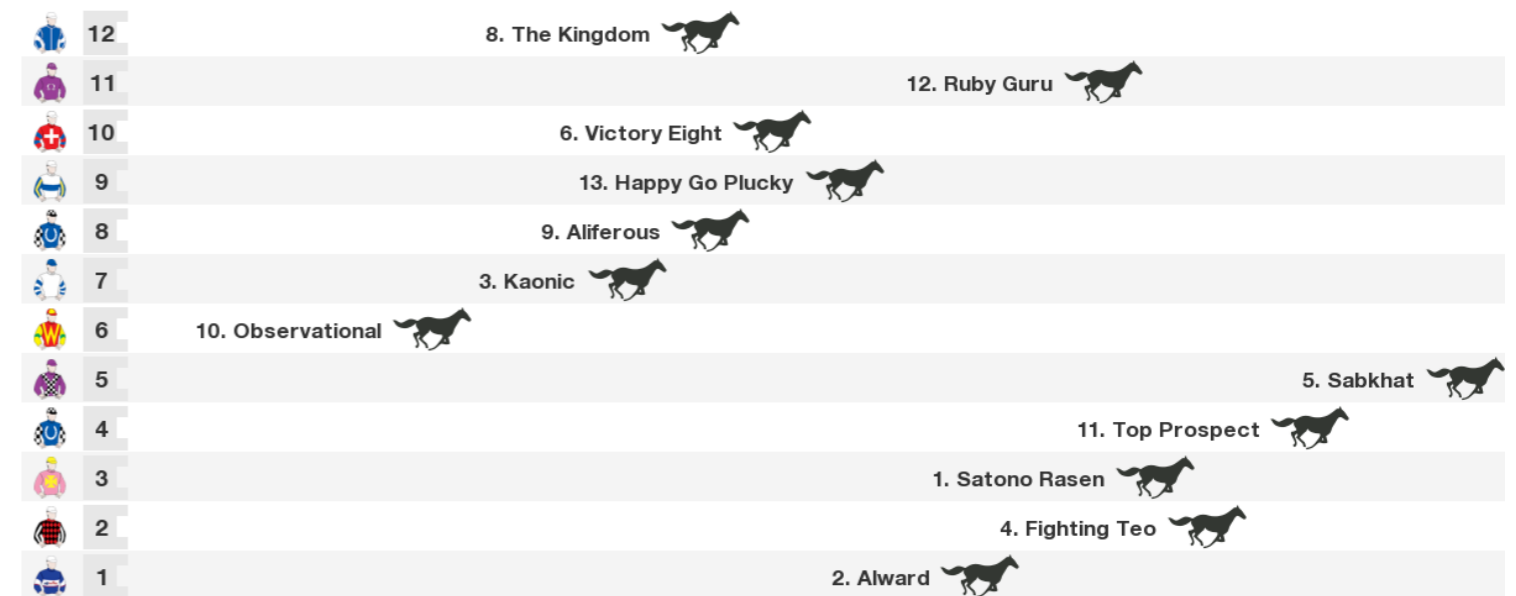 12 8. The Kingdom
11 12. Ruby Guru
10 6. Victory Eight
9 13. Happy Go Plucky
8 9. Aliferous
7 3. Kaonic
6 10. Observational
5 5. Sabkhat
4 11. Top Prospect
3 1. Satono Rasen
2 4. Fighting Teo
1 2. Alward